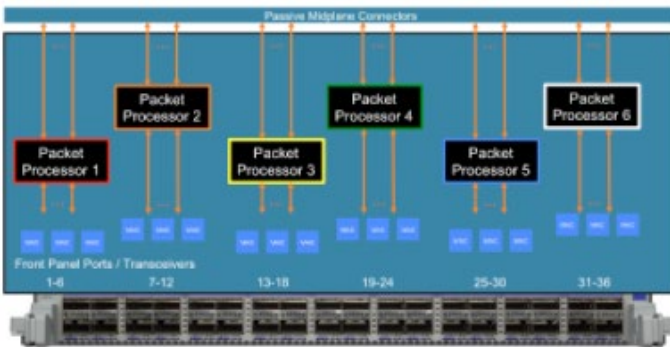 Passive Midplane Connectors
Packet
Processor 2
Packet
Processor 4
Packet
Processor 6
Packet
Processor 1
Packet
Processor 3
Packet
Processor 5
Front Panel Ports / Transceivers
1-6
7-12
13-18
19-24
25-30
31-36